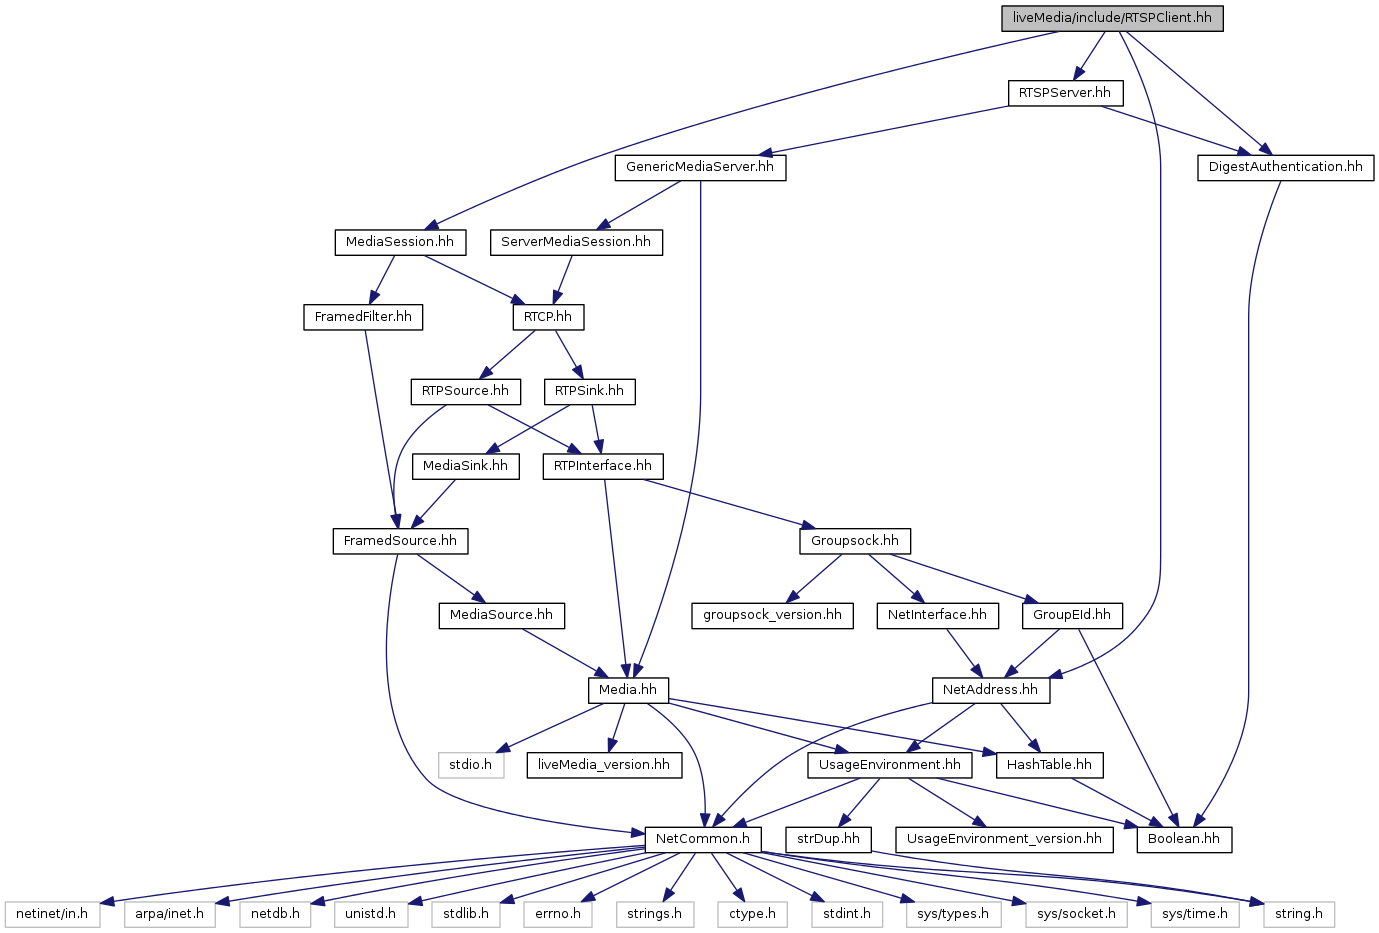 liveMedia/include/RTSPClient.hh
RTSPServer.hh
GenericMediaServer.hh
DigestAuthentication.hh
MediaSession.hh
ServerMediaSession.hh
FramedFilter.hh
RTCP.hh
RTPSource.hh
RTPSink.hh
MediaSink.hh
RTPInterface.hh
FramedSource.hh
Groupsock.hh
MediaSource.hh
groupsock_version.hh
NetInterface.hh
GroupEId.hh
Media.hh
NetAddress.hh
stdio.h
liveMedia_version.hh
UsageEnvironment.hh
HashTable.hh
NetCommon.h
strDup.hh
UsageEnvironment_version.hh
Boolean.hh
netinet/in.h
arpa/inet.h
netdb.h
unistd.h
stdlib.h
errno.h
strings.h
ctype.h
stdint.h
sys/types.h
sys/socket.h
sys/time.h
string.h